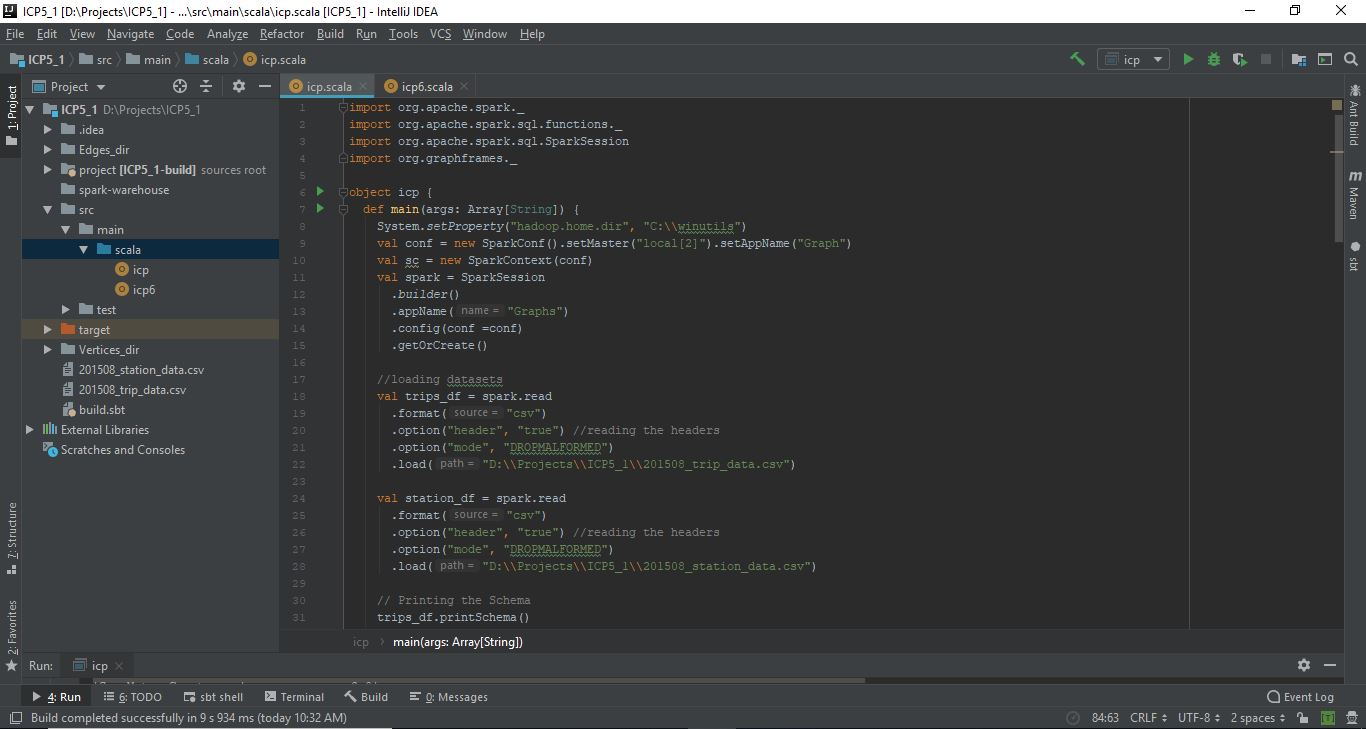 ICP5_1 [D:\Projects\ICP5_1] - ...\src\main\scala\icp.scala [ICP5_1] - IntelliJ IDEA
File Edit View Navigate Code Analyze Refactor Build Run Tools VCS Window Help
ICP5_1 src main scala icp.scala
icp
Project
icp.scala
icp6.scala
1: Project
ICP5_1 D:\Projects\ICP5_1
.idea
Edges_dir
project [ICP5_1-build] sources root
spark-warehouse
src
main
scala
icp
icp6
test
target
Vertices_dir
201508_station_data.csv
201508_trip_data.csv
build.sbt
External Libraries
Scratches and Consoles
7: Structure
2: Favorites
1 import org.apache.spark._
2 import org.apache.spark.sql.functions._
3 import org.apache.spark.sql.SparkSession
4 import org.graphframes._
5
6 object icp {
7 def main(args: Array[String]) {
8 System.setProperty("hadoop.home.dir", "C:\\winutils")
9 val conf = new SparkConf().setMaster("local[2]").setAppName("Graph")
10 val sc = new SparkContext(conf)
11 val spark = SparkSession
12 .builder()
13 .appName( name = "Graphs")
14 .config(conf =conf)
15 .getOrCreate()
16
17 //loading datasets
18 val trips_df = spark.read
19 .format( source = "csv")
20 .option("header", "true") //reading the headers
21 .option("mode", "DROPMALFORMED")
22 .load( path = "D:\\Projects\\ICP5_1\\201508_trip_data.csv")
23
24 val station_df = spark.read
25 .format( source = "csv")
26 .option("header", "true") //reading the headers
27 .option("mode", "DROPMALFORMED")
28 .load( path = "D:\\Projects\\ICP5_1\\201508_station_data.csv")
29
30 // Printing the Schema
31 trips_df.printSchema()
icp main(args: Array[String])
Ant Build
Maven
sbt
Run: icp
4: Run 6: TODO sbt shell Terminal Build 0: Messages Event Log
Build completed successfully in 9 s 934 ms (today 10:32 AM) 84:63 CRLF UTF-8 2 spaces